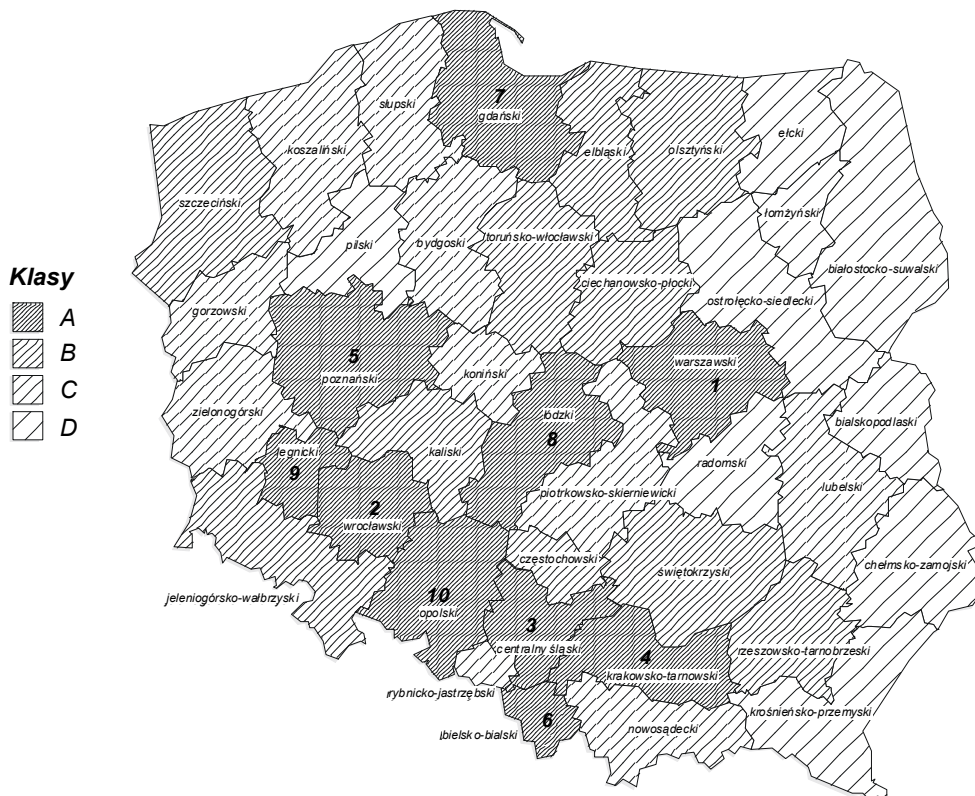 7
gdański
słupski
koszaliński
elbląski
olsztyński
ełcki
szczeciński
łomżyński
pilski
bydgoski
toruńsko-włocławski
białostocko-suwalski
ciechanowsko-płocki
ostrołęcko-siedlecki
Klasy
A
B
C
D
gorzowski
5
poznański
koniński
warszawski
1
zielonogórski
łódzki
8
bialskopodlaski
legnicki
9
kaliski
radomski
lubelski
2
wrocławski
piotrkowsko-skierniewicki
częstochowski
świętokrzyski
chełmsko-zamojski
jeleniogórsko-wałbrzyski
10
opolski
3
centralny śląski
4
krakowsko-tarnowski
rzeszowsko-tarnobrzeski
rybnicko-jastrzębski
6
bielsko-bialski
nowosądecki
krośnieńsko-przemyski